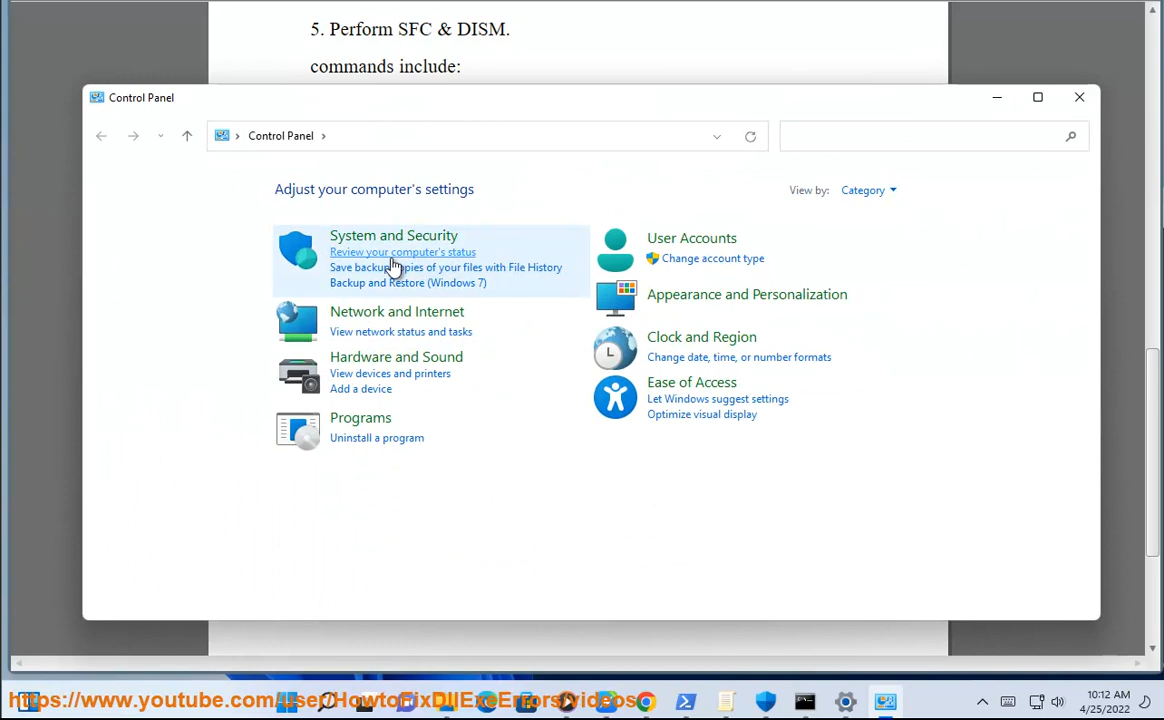 5. Perform SFC & DISM.
commands include:
Control Panel
Control Panel
Adjust your computer's settings
View by: Category
System and Security
Review your computer's status
Save backup copies of your files with File History
Backup and Restore (Windows 7)
Network and Internet
View network status and tasks
Hardware and Sound
View devices and printers
Add a device
Programs
Uninstall a program
User Accounts
Change account type
Appearance and Personalization
Clock and Region
Change date, time, or number formats
Ease of Access
Let Windows suggest settings
Optimize visual display
https://www.youtube.com/user/HowtoFixDllExeErrors/videos
10:12 AM
4/25/2022